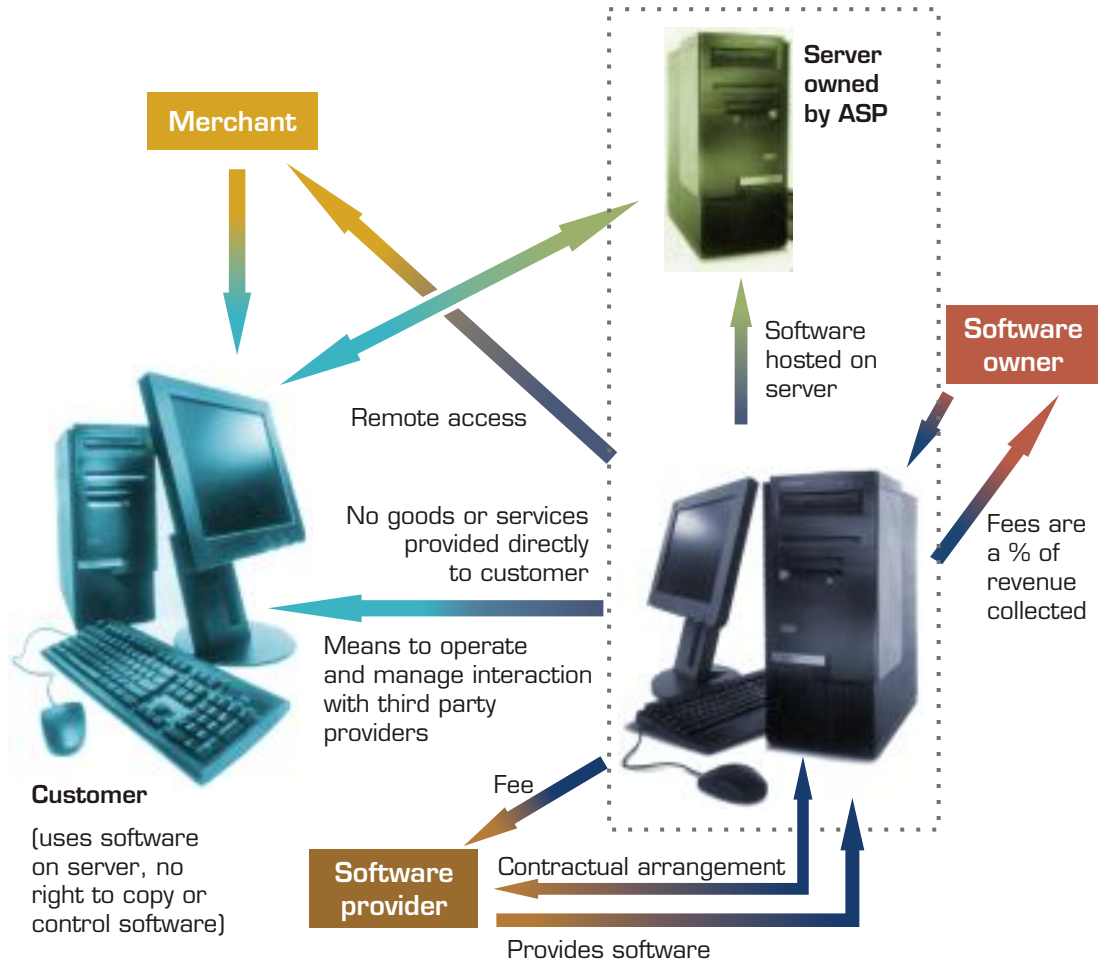 Server
owned
by ASP
Merchant
Software
hosted on
server
Software
owner
Remote access
No goods or services
provided directly
to customer
Fees are
a % of
revenue
collected
Means to operate
and manage interaction
with third party
providers
Customer
(uses software
on server, no
right to copy or
control software)
Fee
Software
provider
Contractual arrangement
Provides software